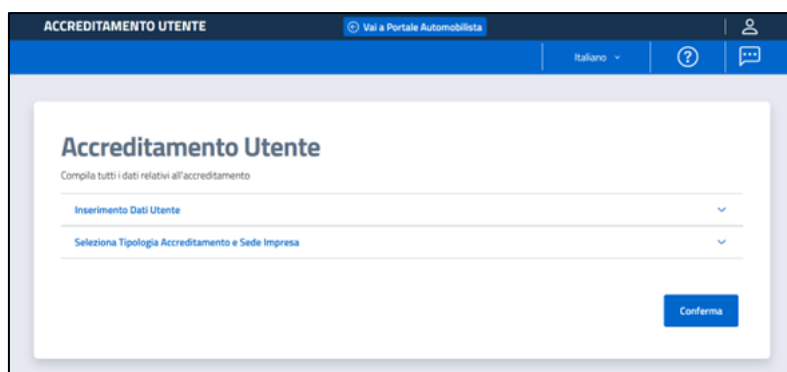 ACCREDITAMENTO UTENTE
Vai a Portale Automobilista
Italiano
Accreditamento Utente
Compila tutti i dati relativi all'accreditamento
Inserimento Dati Utente
Seleziona Tipologia Accreditamento e Sede Impresa
Conferma